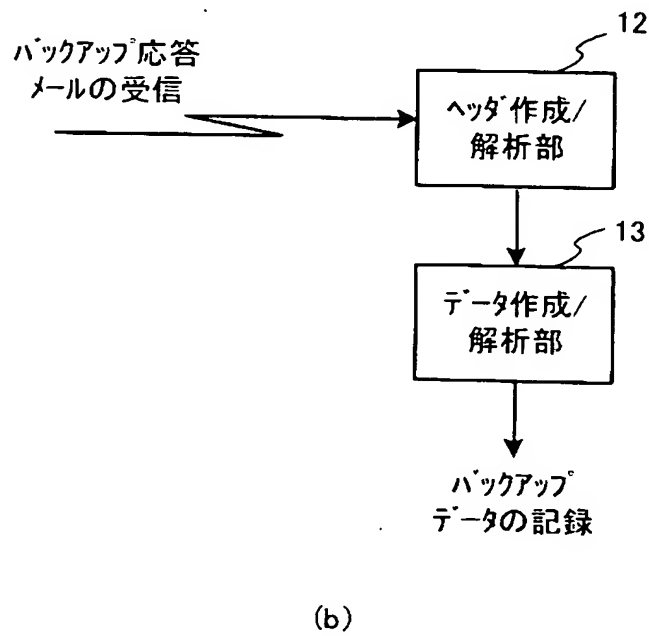 バックアップ応答
メールの受信
12
ヘッダ作成/
解析部
13
データ作成/
解析部
バックアップ
データの記録
(b)